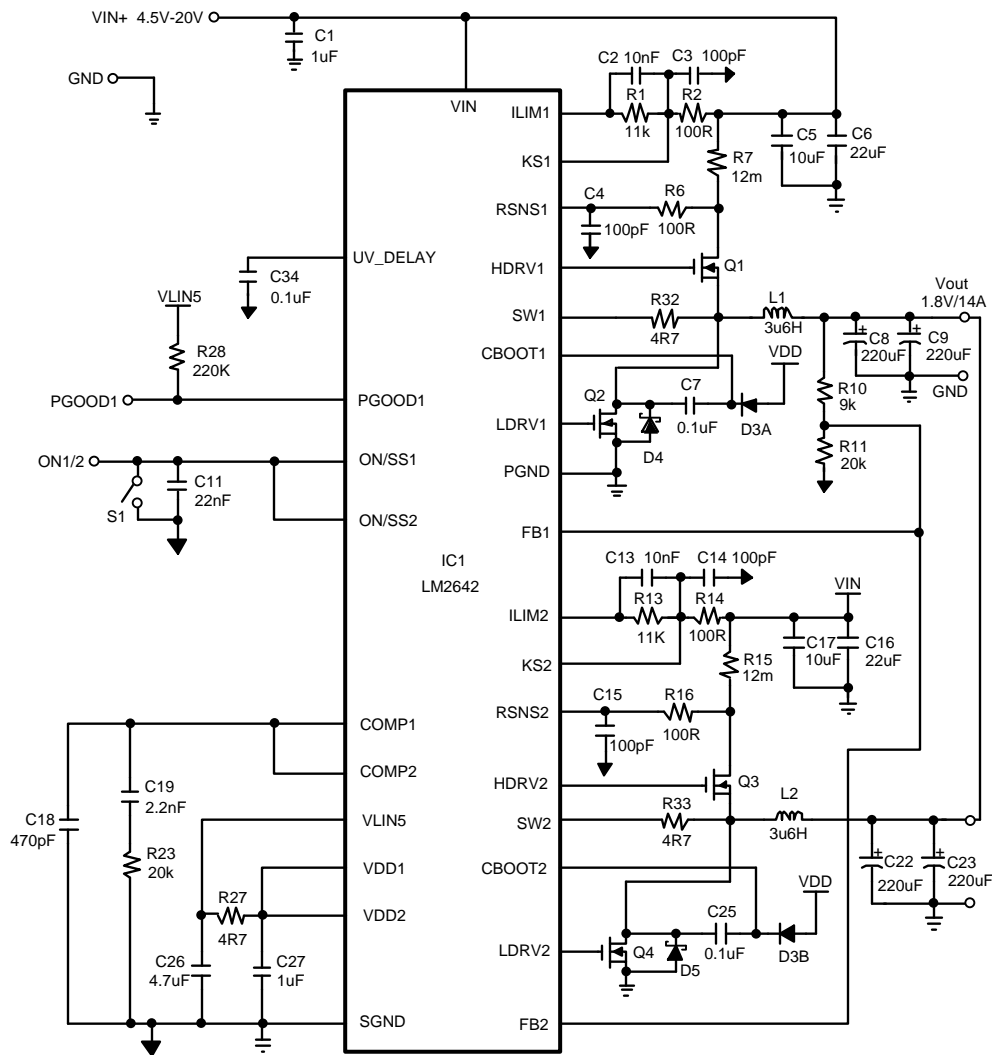 VIN+ 4.5V-20V
C1
1uF
GND
VIN
C2 10nF
C3 100pF
ILIM1
R1
11k
R2
100R
C5
10uF
C6
22uF
KS1
R7
12m
C4
100pF
R6
100R
RSNS1
UV_DELAY
C34
0.1uF
HDRV1
Q1
VLIN5
R28
220K
SW1
R32
4R7
L1
3u6H
Vout
1.8V/14A
CBOOT1
VDD
C8
220uF
+
C9
220uF
+
GND
PGOOD1
PGOOD1
Q2
C7
0.1uF
D3A
R10
9k
LDRV1
D4
R11
20k
ON1/2
ON/SS1
PGND
S1
C11
22nF
ON/SS2
FB1
IC1
LM2642
C13 10nF
C14 100pF
VIN
ILIM2
R13
11K
R14
100R
C17
10uF
C16
22uF
KS2
R15
12m
C15
100pF
R16
100R
RSNS2
COMP1
COMP2
HDRV2
Q3
C18
470pF
C19
2.2nF
R23
20k
VLIN5
SW2
R33
4R7
L2
3u6H
VDD1
CBOOT2
VDD
C22
220uF
+
C23
220uF
+
R27
4R7
VDD2
LDRV2
Q4
C25
0.1uF
D3B
D5
C26
4.7uF
C27
1uF
SGND
FB2